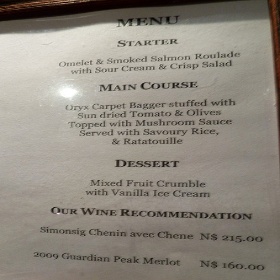 MENU
STARTER
Omelet & Smoked Salmon Roulade
with Sour Cream & Crisp Salad
MAIN COURSE
Oryx Carpet Bagger stuffed with
Sun dried Tomato & Olives
Topped with Mushroom Sauce
Served with Savoury Rice,
& Ratatouille
DESSERT
Mixed Fruit Crumble
with Vanilla Ice Cream
OUR WINE RECOMMENDATION
Simonsig Chenin avec Chene N$ 215.00
2009 Guardian Peak Merlot N$ 160.00